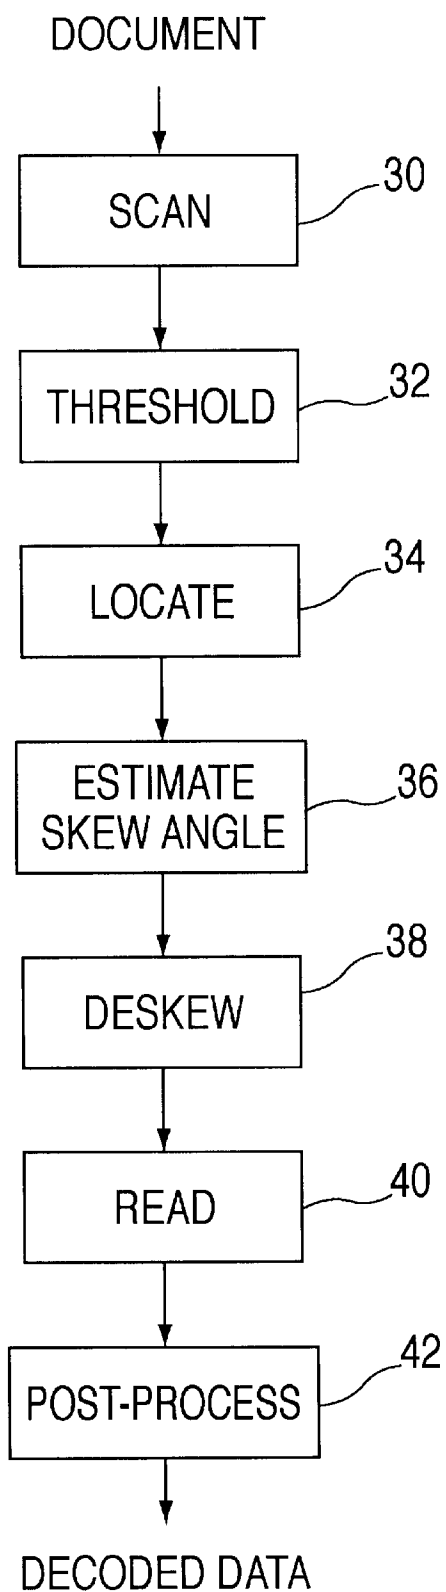 DOCUMENT
SCAN
30
THRESHOLD
32
LOCATE
34
ESTIMATE
SKEW ANGLE
36
DESKEW
38
READ
40
POST-PROCESS
42
DECODED DATA